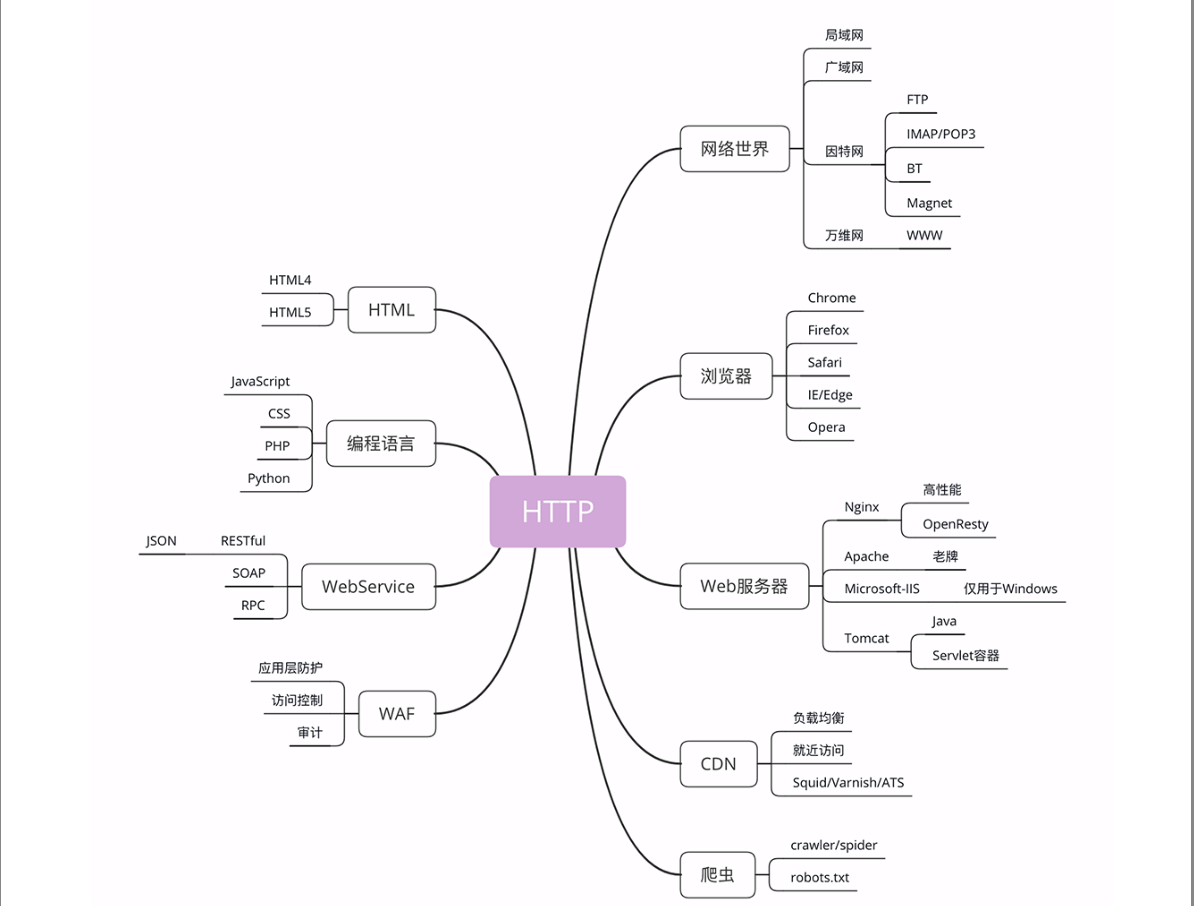 HTTP
网络世界
局域网
广域网
因特网
FTP
IMAP/POP3
BT
Magnet
万维网
WWW
浏览器
Chrome
Firefox
Safari
IE/Edge
Opera
Web服务器
Nginx
高性能
OpenResty
Apache
老牌
Microsoft-IIS
仅用于Windows
Tomcat
Java
Servlet容器
CDN
负载均衡
就近访问
Squid/Varnish/ATS
爬虫
crawler/spider
robots.txt
HTML
HTML4
HTML5
编程语言
JavaScript
CSS
PHP
Python
WebService
RESTful
JSON
SOAP
RPC
WAF
应用层防护
访问控制
审计